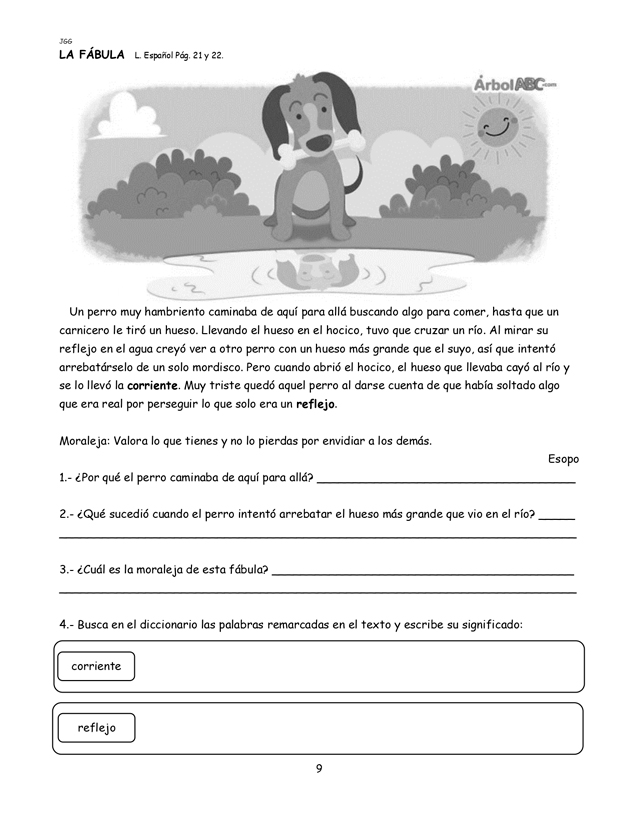 JGG
LA FÁBULA L. Español Pág. 21 y 22.
ÁrbolABC.com
Un perro muy hambriento caminaba de aquí para allá buscando algo para comer, hasta que un
carnicero le tiró un hueso. Llevando el hueso en el hocico, tuvo que cruzar un río. Al mirar su
reflejo en el agua creyó ver a otro perro con un hueso más grande que el suyo, así que intentó
arrebatárselo de un solo mordisco. Pero cuando abrió el hocico, el hueso que llevaba cayó al río y
se lo llevó la corriente. Muy triste quedó aquel perro al darse cuenta de que había soltado algo
que era real por perseguir lo que solo era un reflejo.
Moraleja: Valora lo que tienes y no lo pierdas por envidiar a los demás.
Esopo
1.- ¿Por qué el perro caminaba de aquí para allá? ___________________________________
2.- ¿Qué sucedió cuando el perro intentó arrebatar el hueso más grande que vio en el río? _____
______________________________________________________________________
3.- ¿Cuál es la moraleja de esta fábula? _________________________________________
______________________________________________________________________
4.- Busca en el diccionario las palabras remarcadas en el texto y escribe su significado:
corriente
reflejo
9